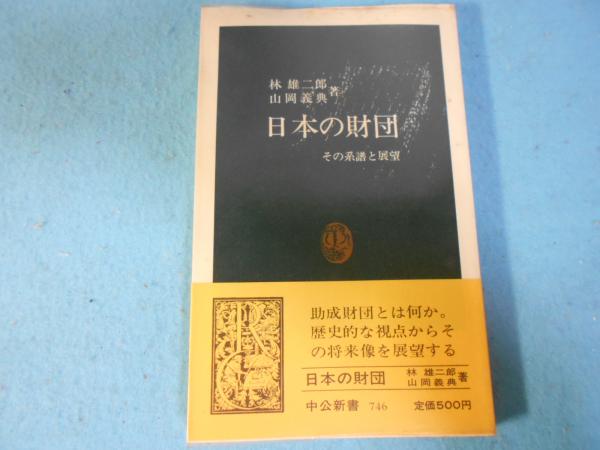 林 雄二郎
山岡義典 著
日本の財団
その系譜と展望
助成財団とは何か。
歴史的な視点からそ
の将来像を展望する
日本の財団 林 雄二郎 山岡義典 著
中公新書 746 定価500円